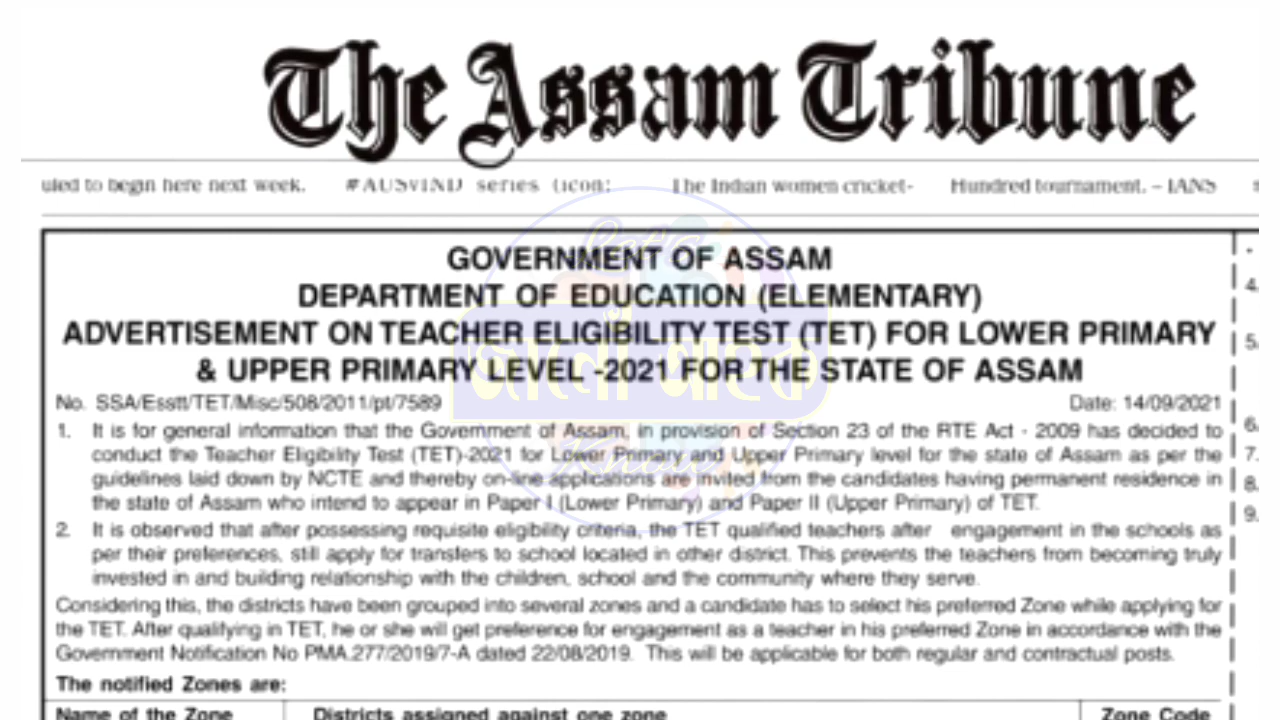 The Assam Tribune
uled to begin here next week. #AUSvIND series (icon: The Indian women cricket- Hundred tournament. – IANS
GOVERNMENT OF ASSAM
DEPARTMENT OF EDUCATION (ELEMENTARY)
ADVERTISEMENT ON TEACHER ELIGIBILITY TEST (TET) FOR LOWER PRIMARY
& UPPER PRIMARY LEVEL -2021 FOR THE STATE OF ASSAM
No. SSA/Esstt/TET/Misc/508/2011/pt/7589 Date: 14/09/2021
1. It is for general information that the Government of Assam, in provision of Section 23 of the RTE Act - 2009 has decided to
conduct the Teacher Eligibility Test (TET)-2021 for Lower Primary and Upper Primary level for the state of Assam as per the
guidelines laid down by NCTE and thereby on-line applications are invited from the candidates having permanent residence in
the state of Assam who intend to appear in Paper I (Lower Primary) and Paper II (Upper Primary) of TET.
2. It is observed that after possessing requisite eligibility criteria, the TET qualified teachers after engagement in the schools as
per their preferences, still apply for transfers to school located in other district. This prevents the teachers from becoming truly
invested in and building relationship with the children, school and the community where they serve.
Considering this, the districts have been grouped into several zones and a candidate has to select his preferred Zone while applying for
the TET. After qualifying in TET, he or she will get preference for engagement as a teacher in his preferred Zone in accordance with the
Government Notification No PMA.277/2019/7-A dated 22/08/2019. This will be applicable for both regular and contractual posts.
The notified Zones are:
Name of the Zone Districts assigned against one zone Zone Code
4.
5.
6.
7.
8.
9.
Let's
Know